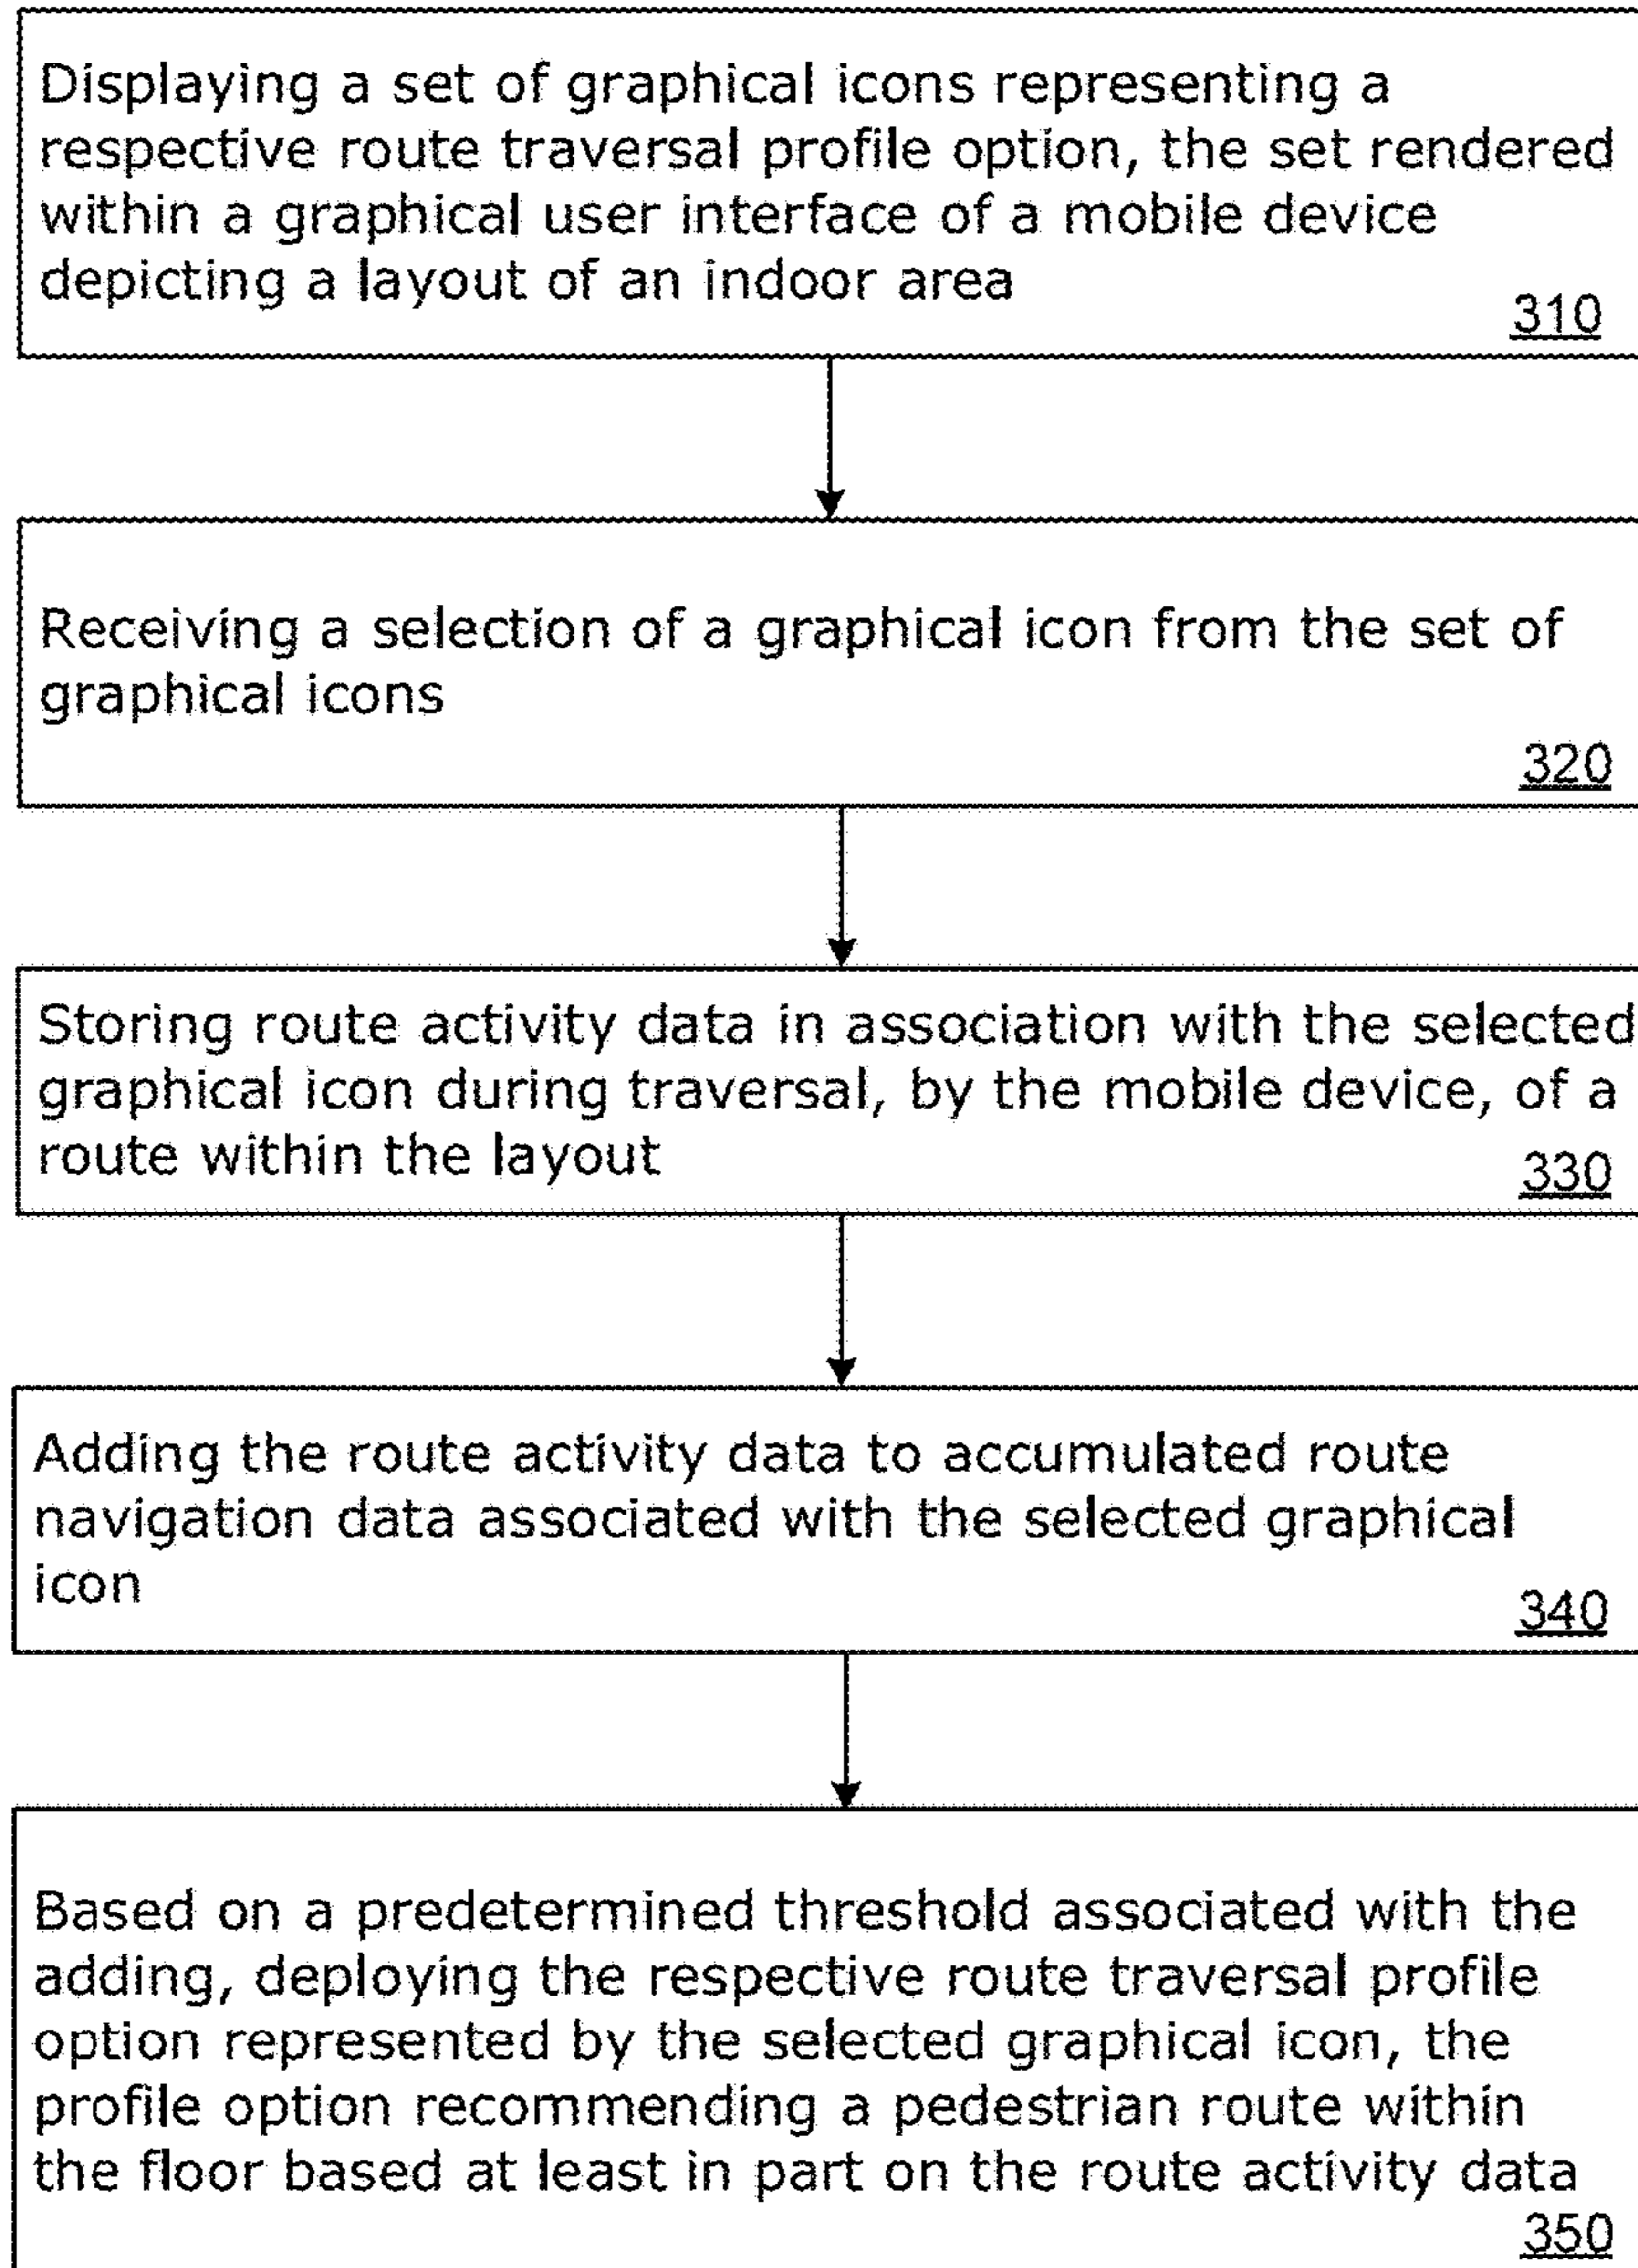 Displaying a set of graphical icons representing a
respective route traversal profile option, the set rendered
within a graphical user interface of a mobile device
depicting a layout of an indoor area
310
Receiving a selection of a graphical icon from the set of
graphical icons
320
Storing route activity data in association with the selected
graphical icon during traversal, by the mobile device, of a
route within the layout
330
Adding the route activity data to accumulated route
navigation data associated with the selected graphical
icon
340
Based on a predetermined threshold associated with the
adding, deploying the respective route traversal profile
option represented by the selected graphical icon, the
profile option recommending a pedestrian route within
the floor based at least in part on the route activity data
350